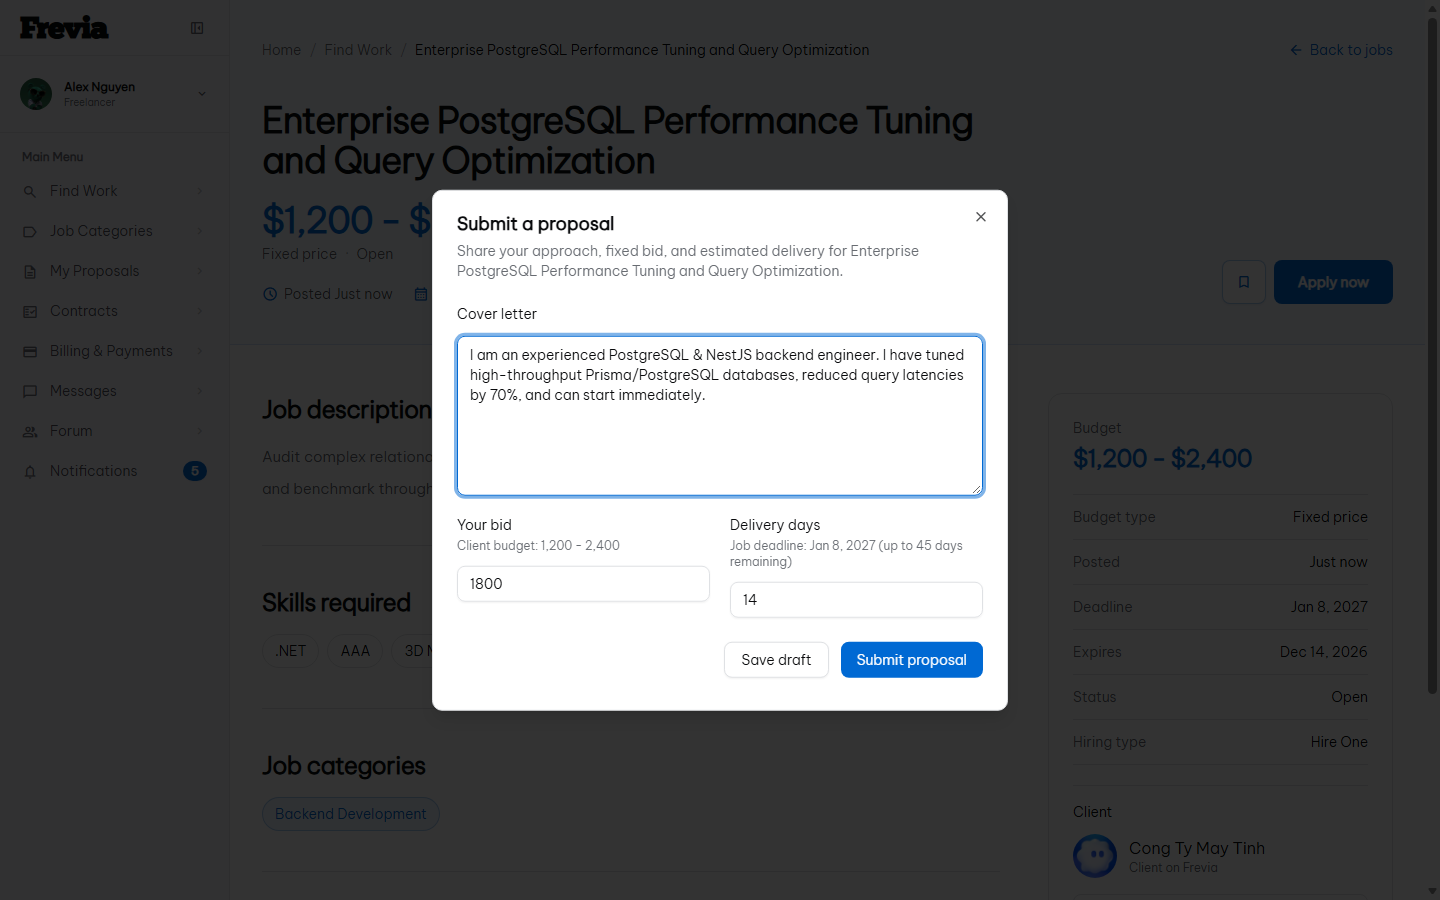 Frevia
Alex Nguyen
Freelancer
Main Menu
Find Work
Job Categories
My Proposals
Contracts
Billing & Payments
Messages
Forum
Notifications
5
Home / Find Work / Enterprise PostgreSQL Performance Tuning and Query Optimization
Back to jobs
Enterprise PostgreSQL Performance Tuning
and Query Optimization
$1,200 - $
Fixed price · Open
Posted Just now
Apply now
Submit a proposal
Share your approach, fixed bid, and estimated delivery for Enterprise
PostgreSQL Performance Tuning and Query Optimization.
Cover letter
I am an experienced PostgreSQL & NestJS backend engineer. I have tuned
high-throughput Prisma/PostgreSQL databases, reduced query latencies
by 70%, and can start immediately.
Your bid
Client budget: 1,200 - 2,400
1800
Delivery days
Job deadline: Jan 8, 2027 (up to 45 days
remaining)
14
Save draft
Submit proposal
Job description
Audit complex relationa
and benchmark through
Skills required
.NET
AAA
3D
Job categories
Backend Development
Budget
$1,200 - $2,400
Budget type
Fixed price
Posted
Just now
Deadline
Jan 8, 2027
Expires
Dec 14, 2026
Status
Open
Hiring type
Hire One
Client
Cong Ty May Tinh
Client on Frevia